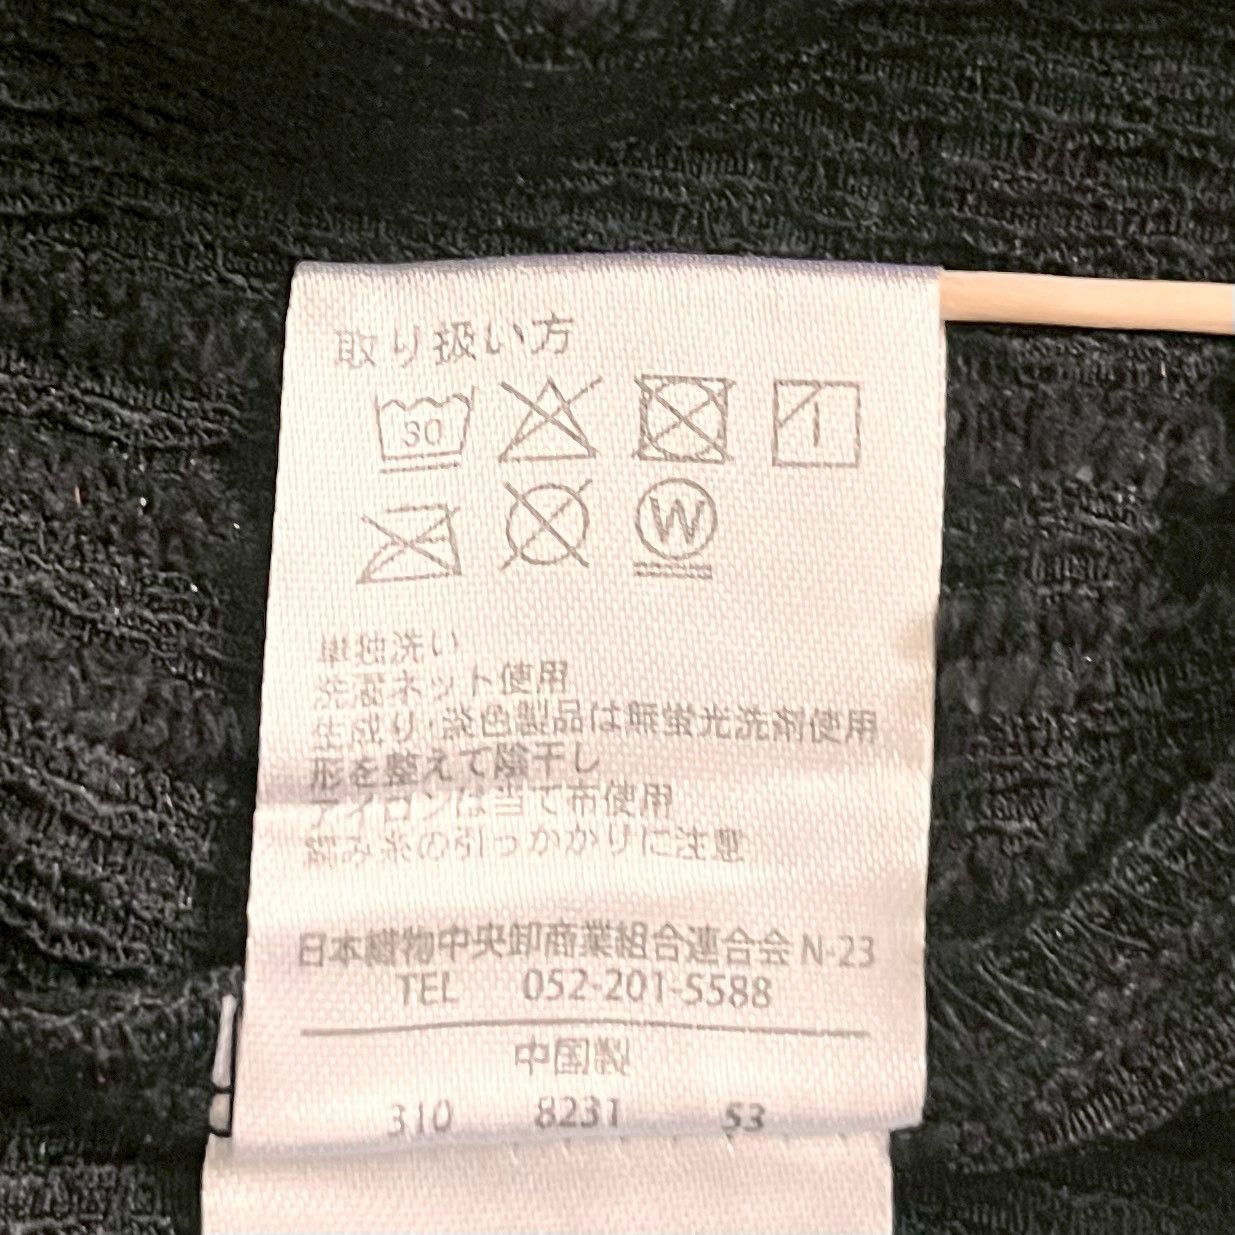 取り扱い方
30
W
単独洗い
洗濯ネット使用
生成り・淡色製品は無蛍光洗剤使用
形を整えて陰干し
アイロンは当て布使用
編み糸の引っかかりに注意
日本織物中央卸商業組合連合会 N-23
TEL 052-201-5588
中国製
310 8231 53